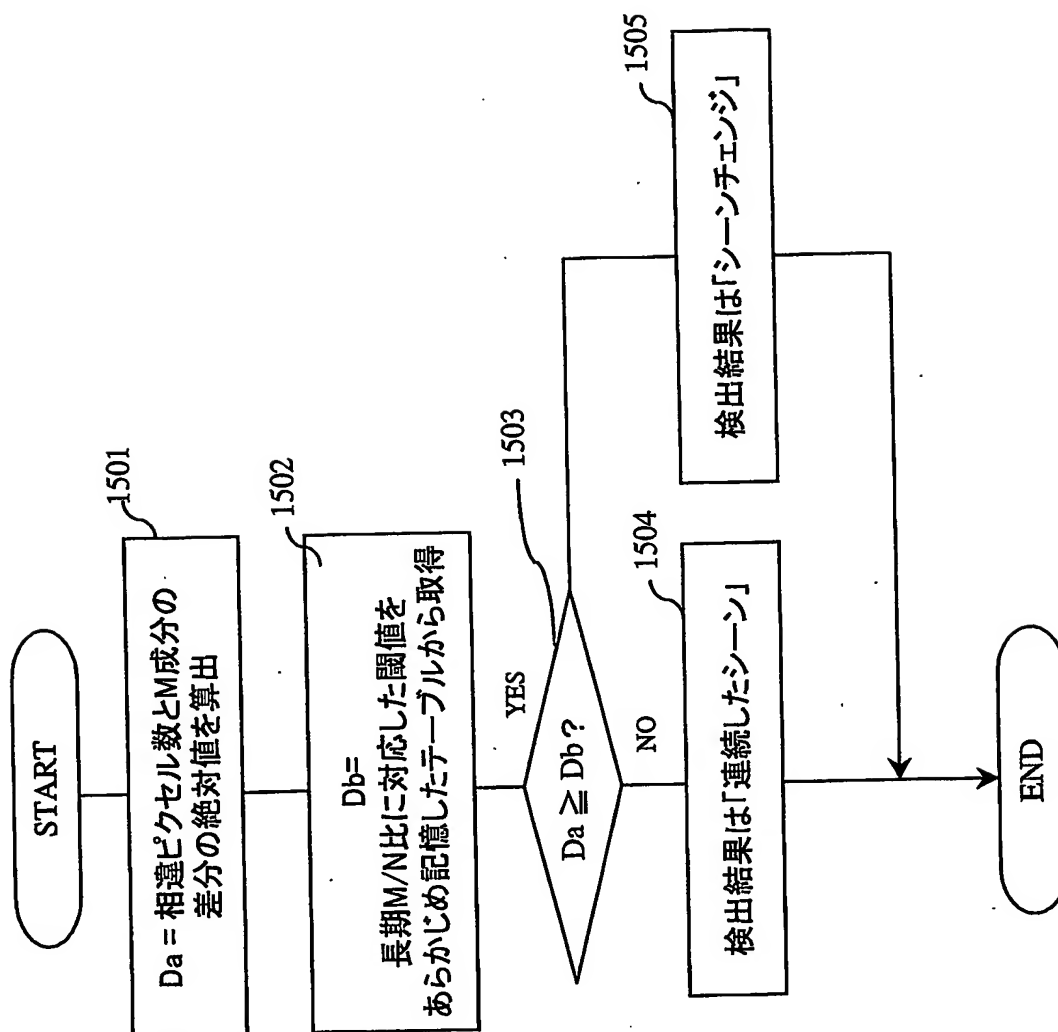 START
1501
Da = 相違ピクセル数とM成分の
差分の絶対値を算出
1502
Db=
長期M/N比に対応した閾値を
あらかじめ記憶したテーブルから取得
1503
Da ≧ Db ?
YES
NO
1504
検出結果は「連続したシーン」
1505
検出結果は「シーンチェンジ」
END